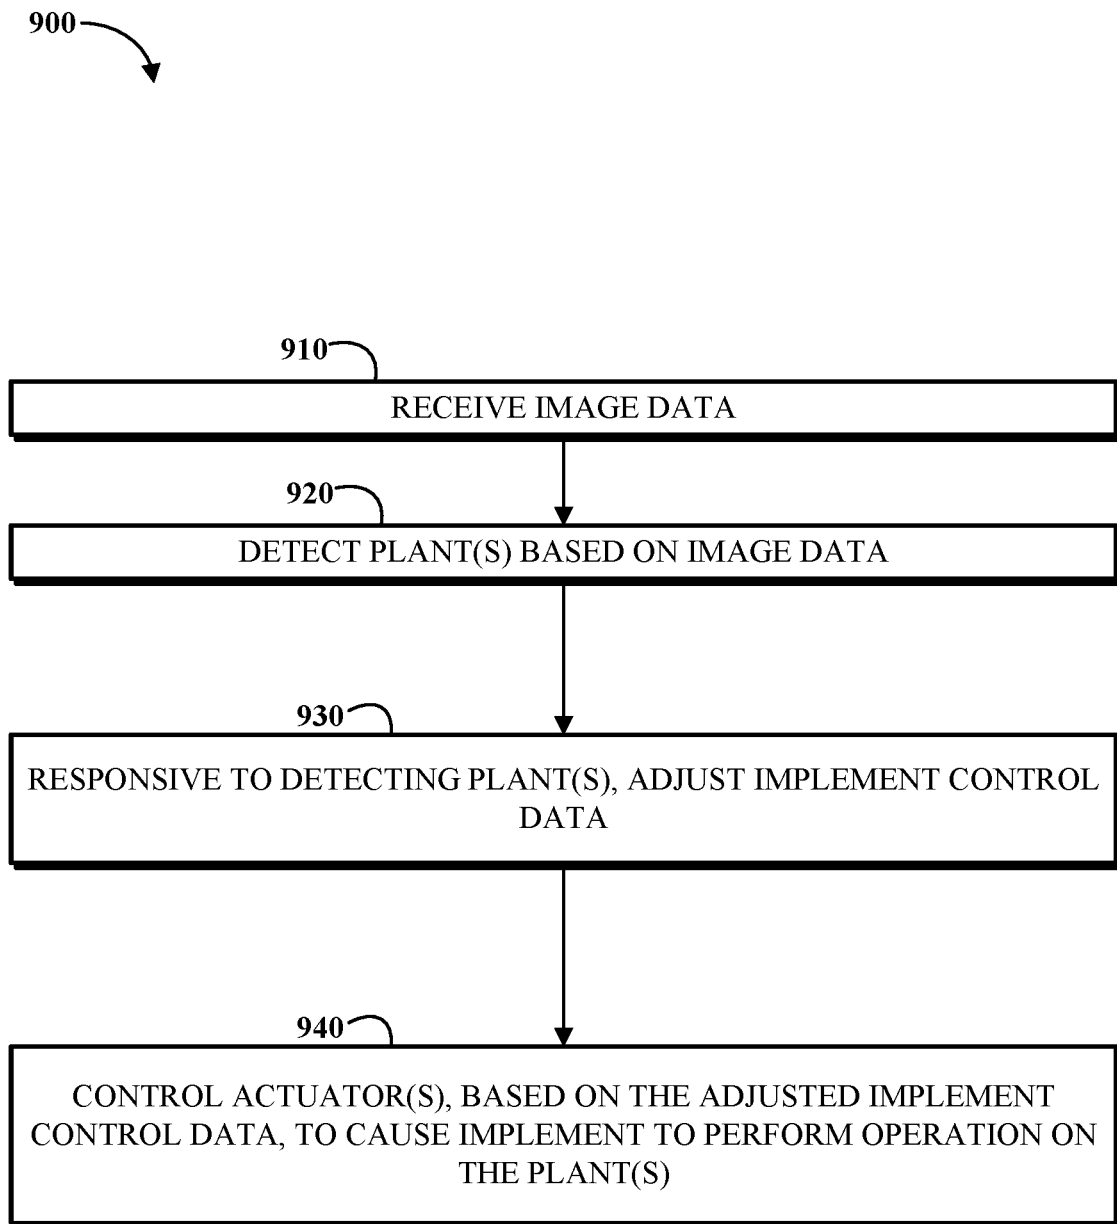 900
910
RECEIVE IMAGE DATA
920
DETECT PLANT(S) BASED ON IMAGE DATA
930
RESPONSIVE TO DETECTING PLANT(S), ADJUST IMPLEMENT CONTROL
DATA
940
CONTROL ACTUATOR(S), BASED ON THE ADJUSTED IMPLEMENT
CONTROL DATA, TO CAUSE IMPLEMENT TO PERFORM OPERATION ON
THE PLANT(S)